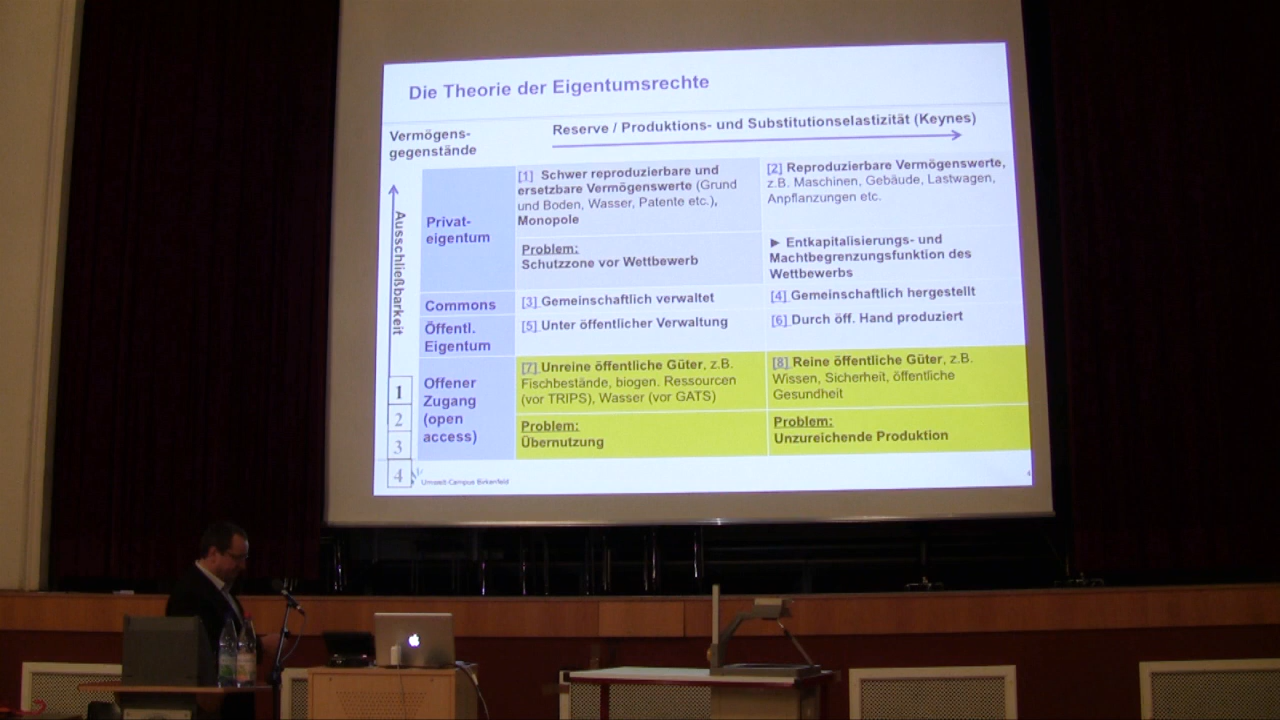 Die Theorie der Eigentumsrechte
Vermögens-
gegenstände
Reserve / Produktions- und Substitutionselastizität (Keynes)
Ausschließbarkeit
Privat-
eigentum
[1] Schwer reproduzierbare und
ersetzbare Vermögenswerte (Grund
und Boden, Wasser, Patente etc.),
Monopole
[2] Reproduzierbare Vermögenswerte,
z.B. Maschinen, Gebäude, Lastwagen,
Anpflanzungen etc.
Problem:
Schutzzone vor Wettbewerb
► Entkapitalisierungs- und
Machtbegrenzungsfunktion des
Wettbewerbs
Commons
[3] Gemeinschaftlich verwaltet
[4] Gemeinschaftlich hergestellt
Öffentl.
Eigentum
[5] Unter öffentlicher Verwaltung
[6] Durch öff. Hand produziert
Offener
Zugang
(open
access)
[7] Unreine öffentliche Güter, z.B.
Fischbestände, biogen. Ressourcen
(vor TRIPS), Wasser (vor GATS)
[8] Reine öffentliche Güter, z.B.
Wissen, Sicherheit, öffentliche
Gesundheit
Problem:
Übernutzung
Problem:
Unzureichende Produktion
1
2
3
4
Umwelt-Campus Birkenfeld